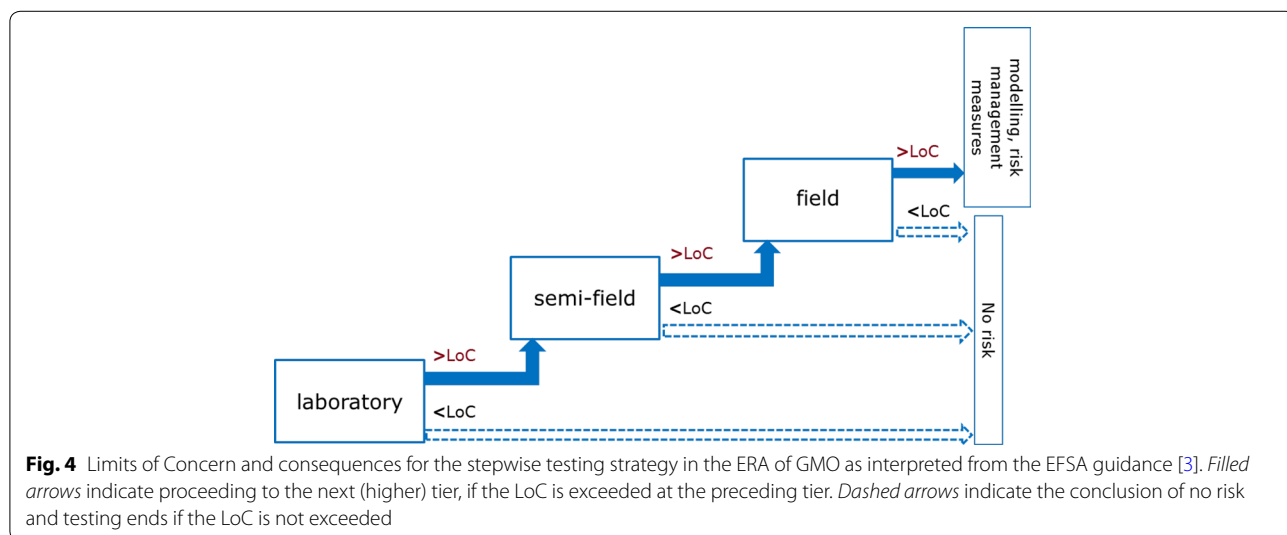 modelling, risk
management
measures
>LoC
field
<LoC
>LoC
semi-field
<LoC
No risk
>LoC
laboratory
<LoC
Fig. 4 Limits of Concern and consequences for the stepwise testing strategy in the ERA of GMO as interpreted from the EFSA guidance [3]. Filled
arrows indicate proceeding to the next (higher) tier, if the LoC is exceeded at the preceding tier. Dashed arrows indicate the conclusion of no risk
and testing ends if the LoC is not exceeded